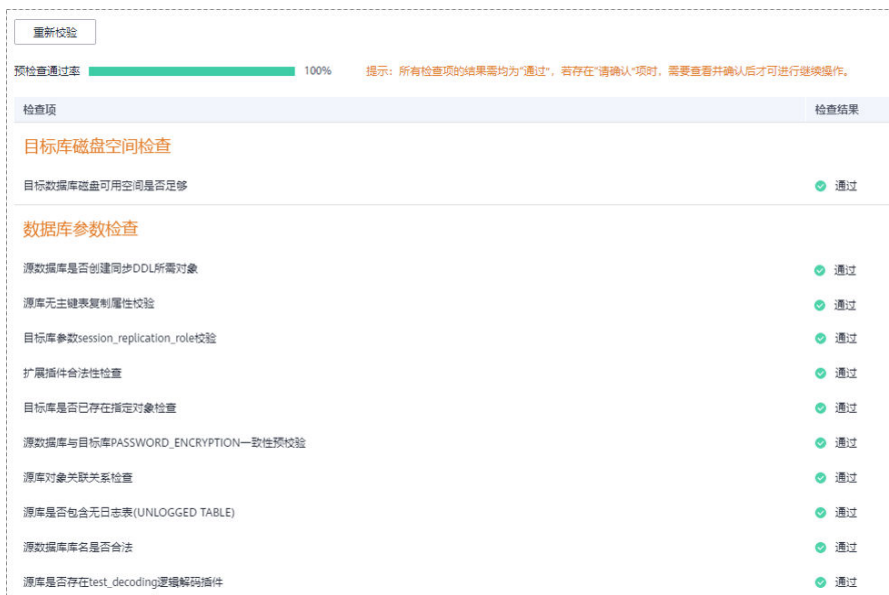 重新校验
预检查通过率 100% 提示：所有检查项的结果需均为“通过”，若存在“请确认”项时，需要查看并确认后才可进行继续操作。
检查项 检查结果
目标库磁盘空间检查
目标数据库磁盘可用空间是否足够 通过
数据库参数检查
源数据库是否创建同步DDL所需对象 通过
源库无主键表复制属性校验 通过
目标库参数session_replication_role校验 通过
扩展插件合法性检查 通过
目标库是否已存在指定对象检查 通过
源数据库与目标库PASSWORD_ENCRYPTION一致性预校验 通过
源库对象关联关系检查 通过
源库是否包含无日志表(UNLOGGED TABLE) 通过
源数据库库名是否合法 通过
源库是否存在test_decoding逻辑解码插件 通过